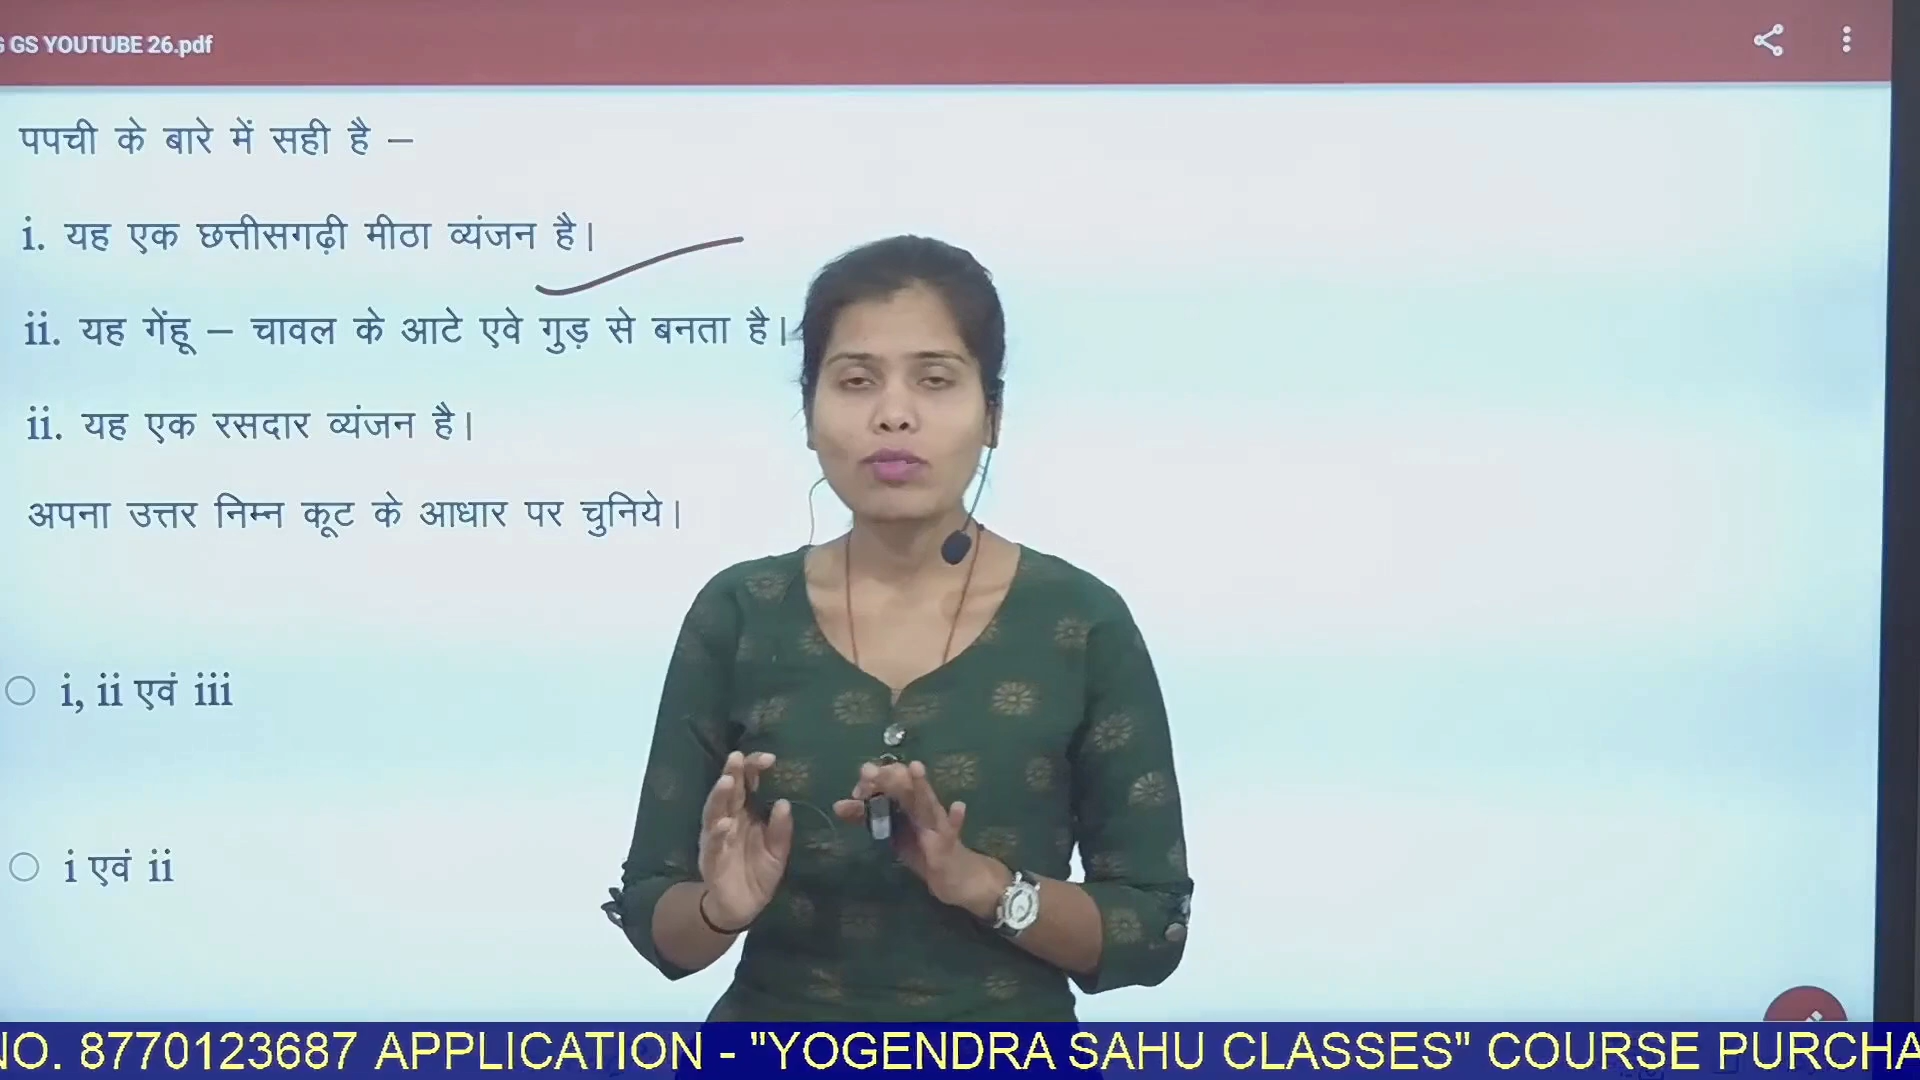 GS YOUTUBE 26.pdf
पपची के बारे में सही है –
i. यह एक छत्तीसगढ़ी मीठा व्यंजन है।
ii. यह गेंहू – चावल के आटे एवे गुड़ से बनता है।
ii. यह एक रसदार व्यंजन है।
अपना उत्तर निम्न कूट के आधार पर चुनिये।
i, ii एवं iii
i एवं ii
NO. 8770123687 APPLICATION - "YOGENDRA SAHU CLASSES" COURSE PURCHA